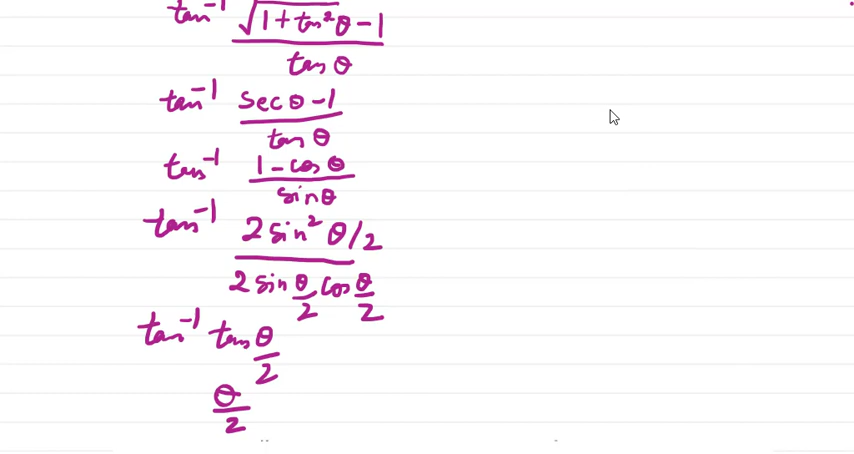 tan⁻¹ (√(1 + tan²θ) − 1) / tan θ
tan⁻¹ (sec θ − 1) / tan θ
tan⁻¹ (1 − cos θ) / sin θ
tan⁻¹ (2 sin² θ/2) / (2 sin θ/2 cos θ/2)
tan⁻¹ tan θ/2
θ/2